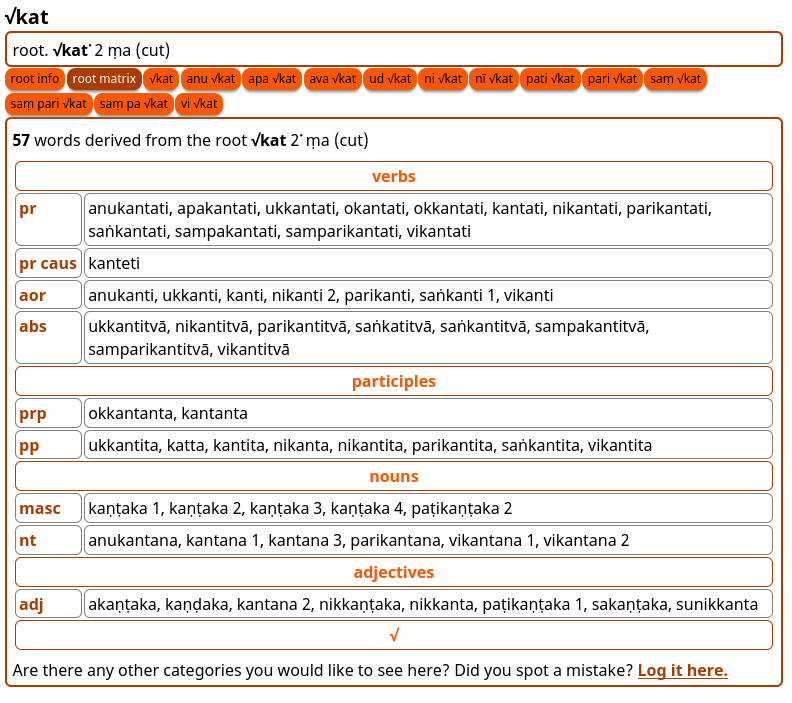 √kat
root. √kat˙ 2 ṃa (cut)
root info root matrix √kat anu √kat apa √kat ava √kat ud √kat ni √kat nī √kat pati √kat pari √kat saṃ √kat
saṃ pari √kat saṃ pa √kat vi √kat
57 words derived from the root √kat 2˙ ṃa (cut)
verbs
pr anukantati, apakantati, ukkantati, okantati, okkantati, kantati, nikantati, parikantati,
saṅkantati, sampakantati, samparikantati, vikantati
pr caus kanteti
aor anukanti, ukkanti, kanti, nikanti 2, parikanti, saṅkanti 1, vikanti
abs ukkantitvā, nikantitvā, parikantitvā, saṅkatitvā, saṅkantitvā, sampakantitvā,
samparikantitvā, vikantitvā
participles
prp okkantanta, kantanta
pp ukkantita, katta, kantita, nikanta, nikantita, parikantita, saṅkantita, vikantita
nouns
masc kaṇṭaka 1, kaṇṭaka 2, kaṇṭaka 3, kaṇṭaka 4, paṭikaṇṭaka 2
nt anukantana, kantana 1, kantana 3, parikantana, vikantana 1, vikantana 2
adjectives
adj akaṇṭaka, kaṇḍaka, kantana 2, nikkaṇṭaka, nikkanta, paṭikaṇṭaka 1, sakaṇṭaka, sunikkanta
√
Are there any other categories you would like to see here? Did you spot a mistake? Log it here.